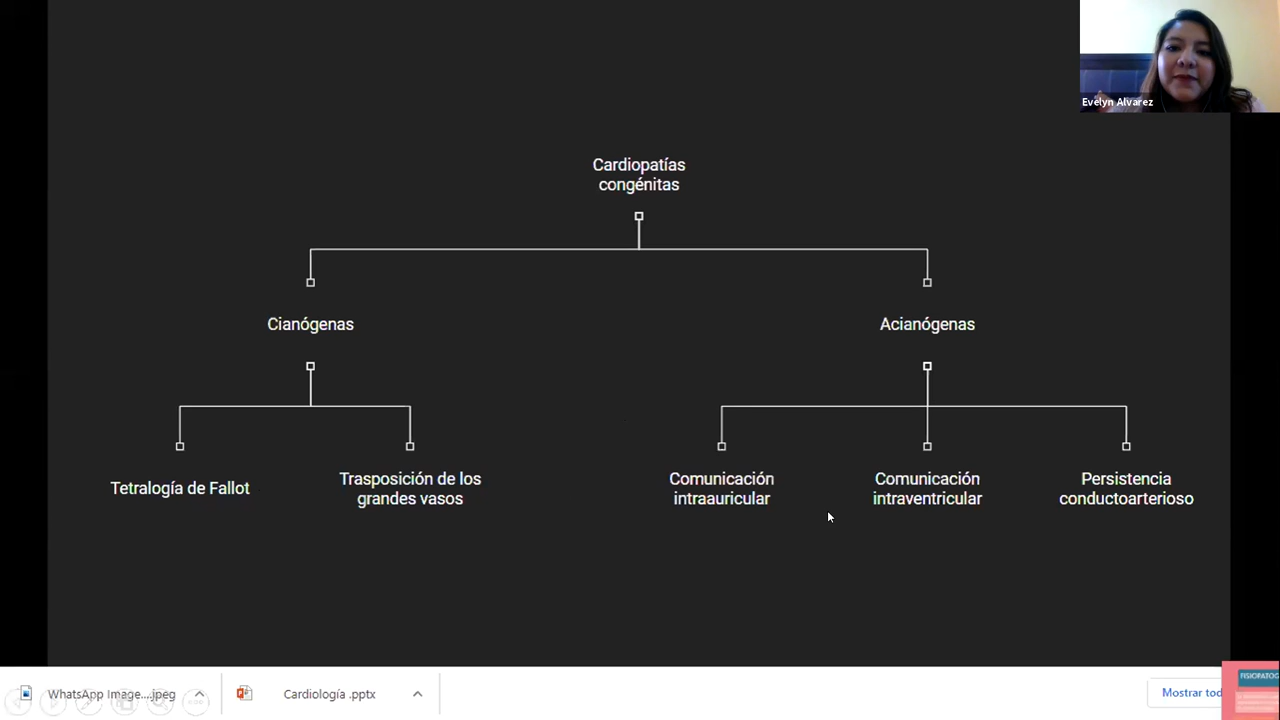 Evelyn Alvarez
Cardiopatías
congénitas
Cianógenas
Acianógenas
Tetralogía de Fallot
Trasposición de los
grandes vasos
Comunicación
intraauricular
Comunicación
intraventricular
Persistencia
conductoarterioso
WhatsApp Image....jpeg
Cardiología .pptx
Mostrar tod
FISIOPATOG